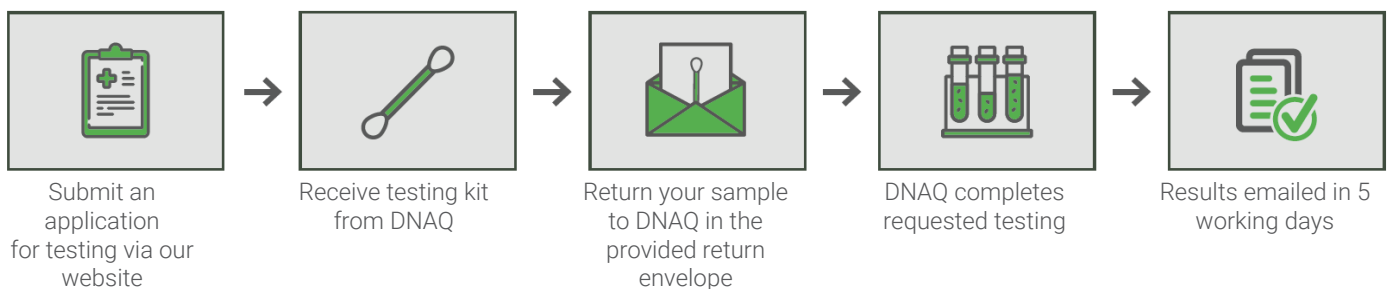 Submit an
application
for testing via our
website
Receive testing kit
from DNAQ
Return your sample
to DNAQ in the
provided return
envelope
DNAQ completes
requested testing
Results emailed in 5
working days